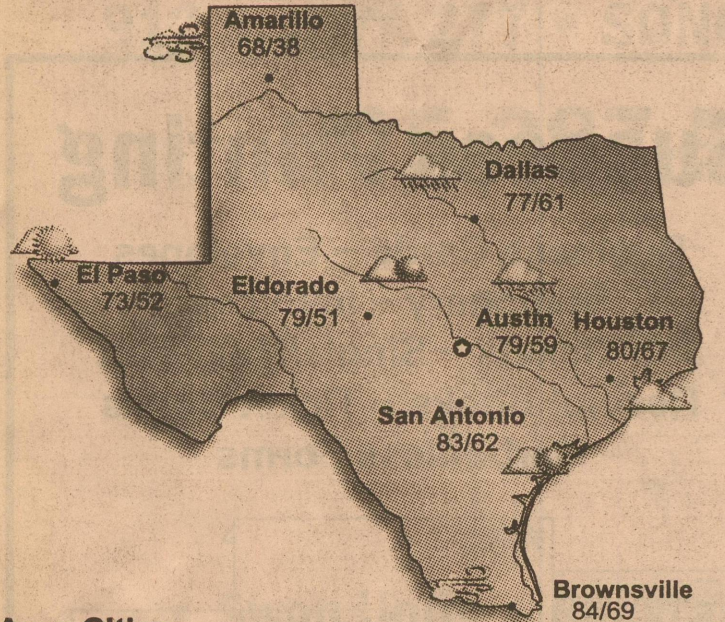 Amarillo
68/38
Dallas
77/61
El Paso
73/52
Eldorado
79/51
Austin
79/59
Houston
80/67
San Antonio
83/62
Brownsville
84/69